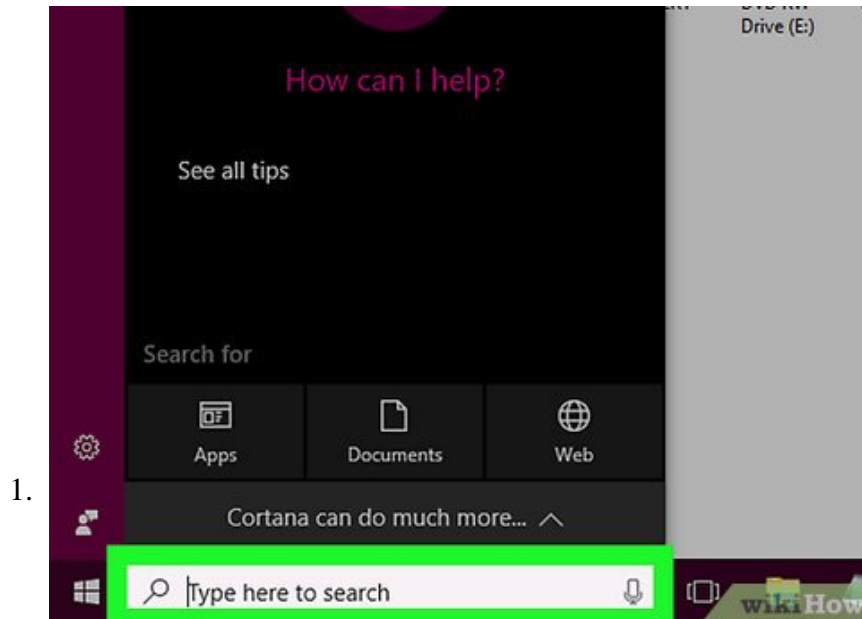 Drive (E:)
How can I help?
See all tips
Search for
Apps Documents Web
1.
Cortana can do much more...
Type here to search
wikiHow